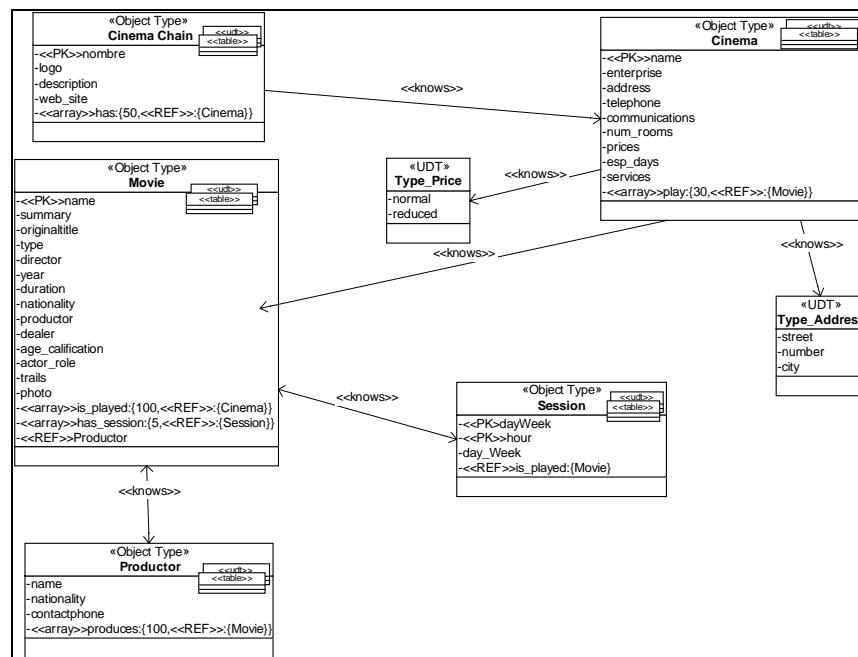 «Object Type»
Cinema Chain
<<udt>>
<<table>>
-<<PK>>nombre
-logo
-description
-web_site
-<<array>>has:{50,<<REF>>:{Cinema}}
<<knows>>
«Object Type»
Cinema
<<udt>>
<<table>>
-<<PK>>name
-enterprise
-address
-telephone
-communications
-num_rooms
-prices
-esp_days
-services
-<<array>>play:{30,<<REF>>:{Movie}}
«Object Type»
Movie
<<udt>>
<<table>>
-<<PK>>name
-summary
-originaltitle
-type
-director
-year
-duration
-nationality
-productor
-dealer
-age_calification
-actor_role
-trails
-photo
-<<array>>is_played:{100,<<REF>>:{Cinema}}
-<<array>>has_session:{5,<<REF>>:{Session}}
-<<REF>>Productor
«UDT»
Type_Price
-normal
-reduced
<<knows>>
<<knows>>
<<knows>>
«UDT»
Type_Addres
-street
-number
-city
<<knows>>
«Object Type»
Session
<<udt>>
<<table>>
-<<PK>dayWeek
-<<PK>>hour
-day_Week
-<<REF>>is_played:{Movie}
<<knows>>
«Object Type»
Productor
<<udt>>
<<table>>
-name
-nationality
-contactphone
-<<array>>produces:{100,<<REF>>:{Movie}}